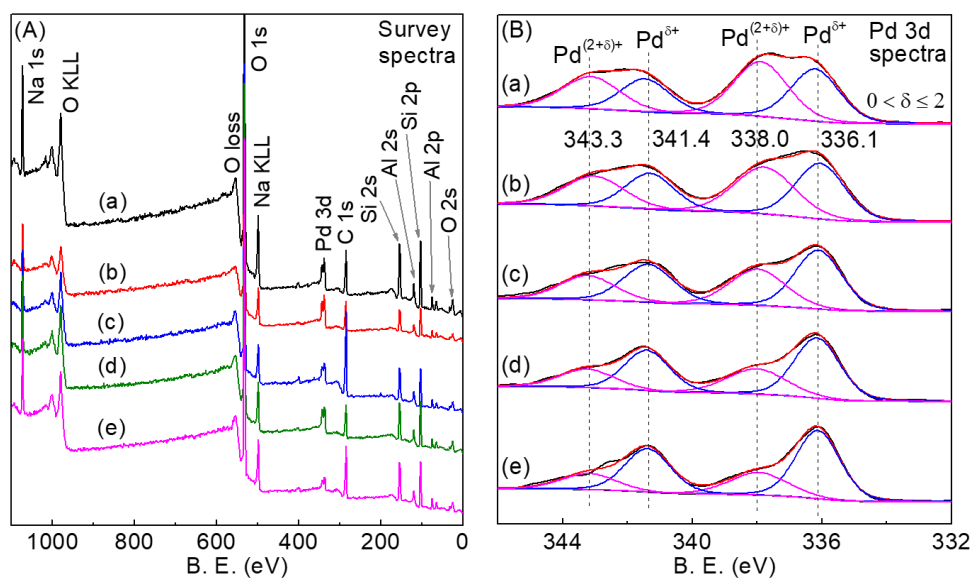 (A)
Survey
spectra
Na 1s
O KLL
O loss
O 1s
Na KLL
Pd 3d
C 1s
Si 2s
Al 2s
Si 2p
Al 2p
O 2s
(a)
(b)
(c)
(d)
(e)
1000 800 600 400 200 0
B. E. (eV)
(B)
Pd⁽²⁺ᵟ⁾⁺ Pdᵟ⁺ Pd⁽²⁺ᵟ⁾⁺ Pdᵟ⁺
Pd 3d
spectra
0 < δ ≤ 2
(a)
343.3 341.4 338.0 336.1
(b)
(c)
(d)
(e)
344 340 336 332
B. E. (eV)